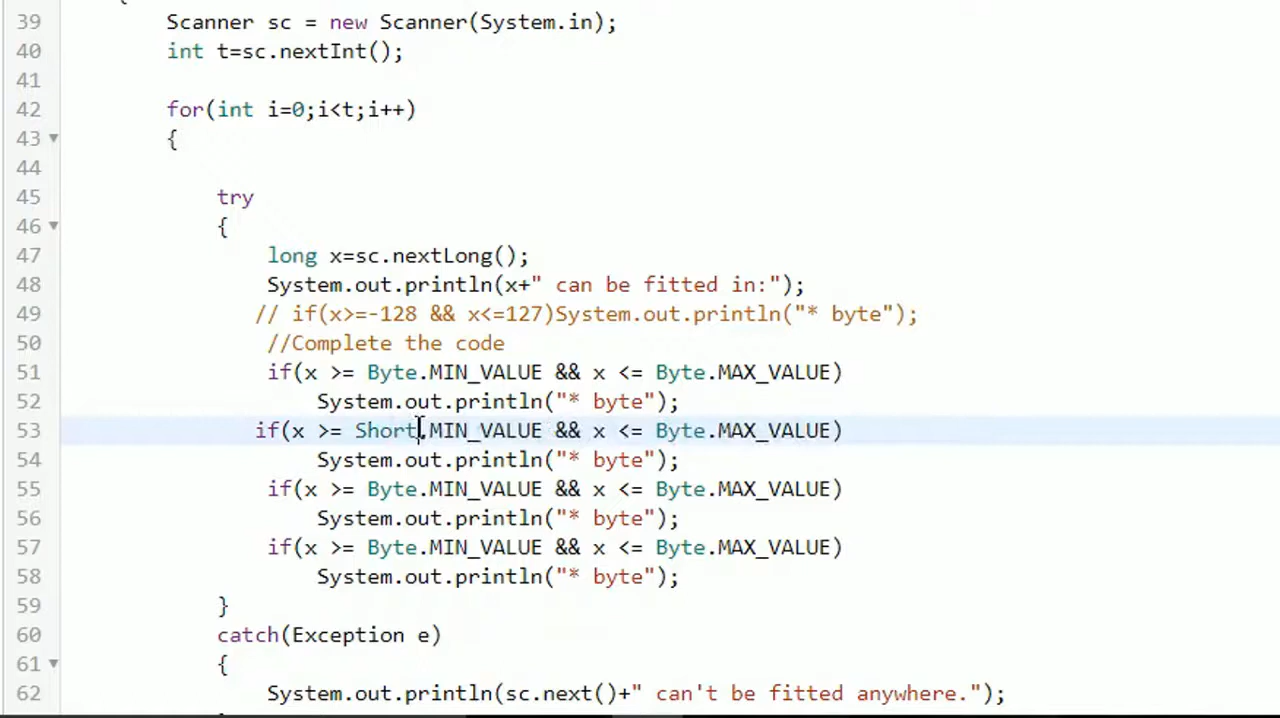 39 Scanner sc = new Scanner(System.in);
40 int t=sc.nextInt();
41
42 for(int i=0;i<t;i++)
43 {
44
45 try
46 {
47 long x=sc.nextLong();
48 System.out.println(x+" can be fitted in:");
49 // if(x>=-128 && x<=127)System.out.println("* byte");
50 //Complete the code
51 if(x >= Byte.MIN_VALUE && x <= Byte.MAX_VALUE)
52 System.out.println("* byte");
53 if(x >= Short.MIN_VALUE && x <= Byte.MAX_VALUE)
54 System.out.println("* byte");
55 if(x >= Byte.MIN_VALUE && x <= Byte.MAX_VALUE)
56 System.out.println("* byte");
57 if(x >= Byte.MIN_VALUE && x <= Byte.MAX_VALUE)
58 System.out.println("* byte");
59 }
60 catch(Exception e)
61 {
62 System.out.println(sc.next()+" can't be fitted anywhere.");